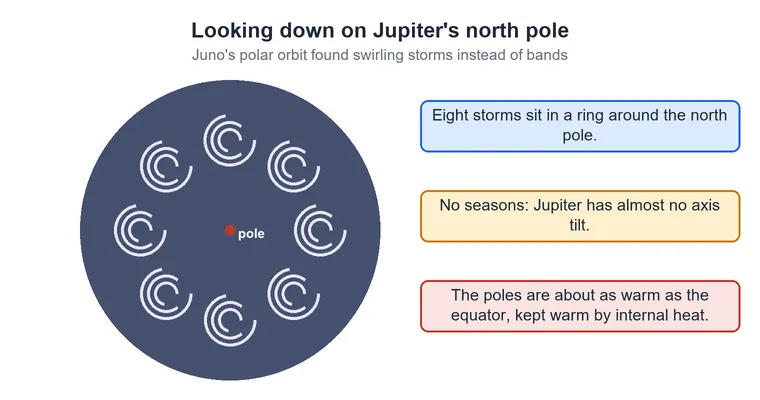 Looking down on Jupiter's north pole
Juno's polar orbit found swirling storms instead of bands
Eight storms sit in a ring around the north
pole.
pole
No seasons: Jupiter has almost no axis
tilt.
The poles are about as warm as the
equator, kept warm by internal heat.